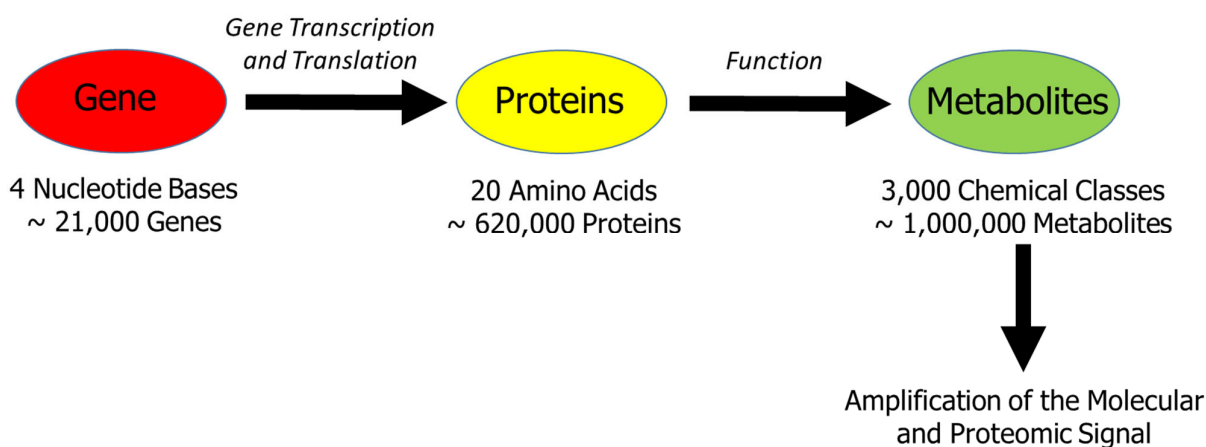 Gene Transcription
and Translation
Function
Gene
Proteins
Metabolites
4 Nucleotide Bases
~ 21,000 Genes
20 Amino Acids
~ 620,000 Proteins
3,000 Chemical Classes
~ 1,000,000 Metabolites
Amplification of the Molecular
and Proteomic Signal